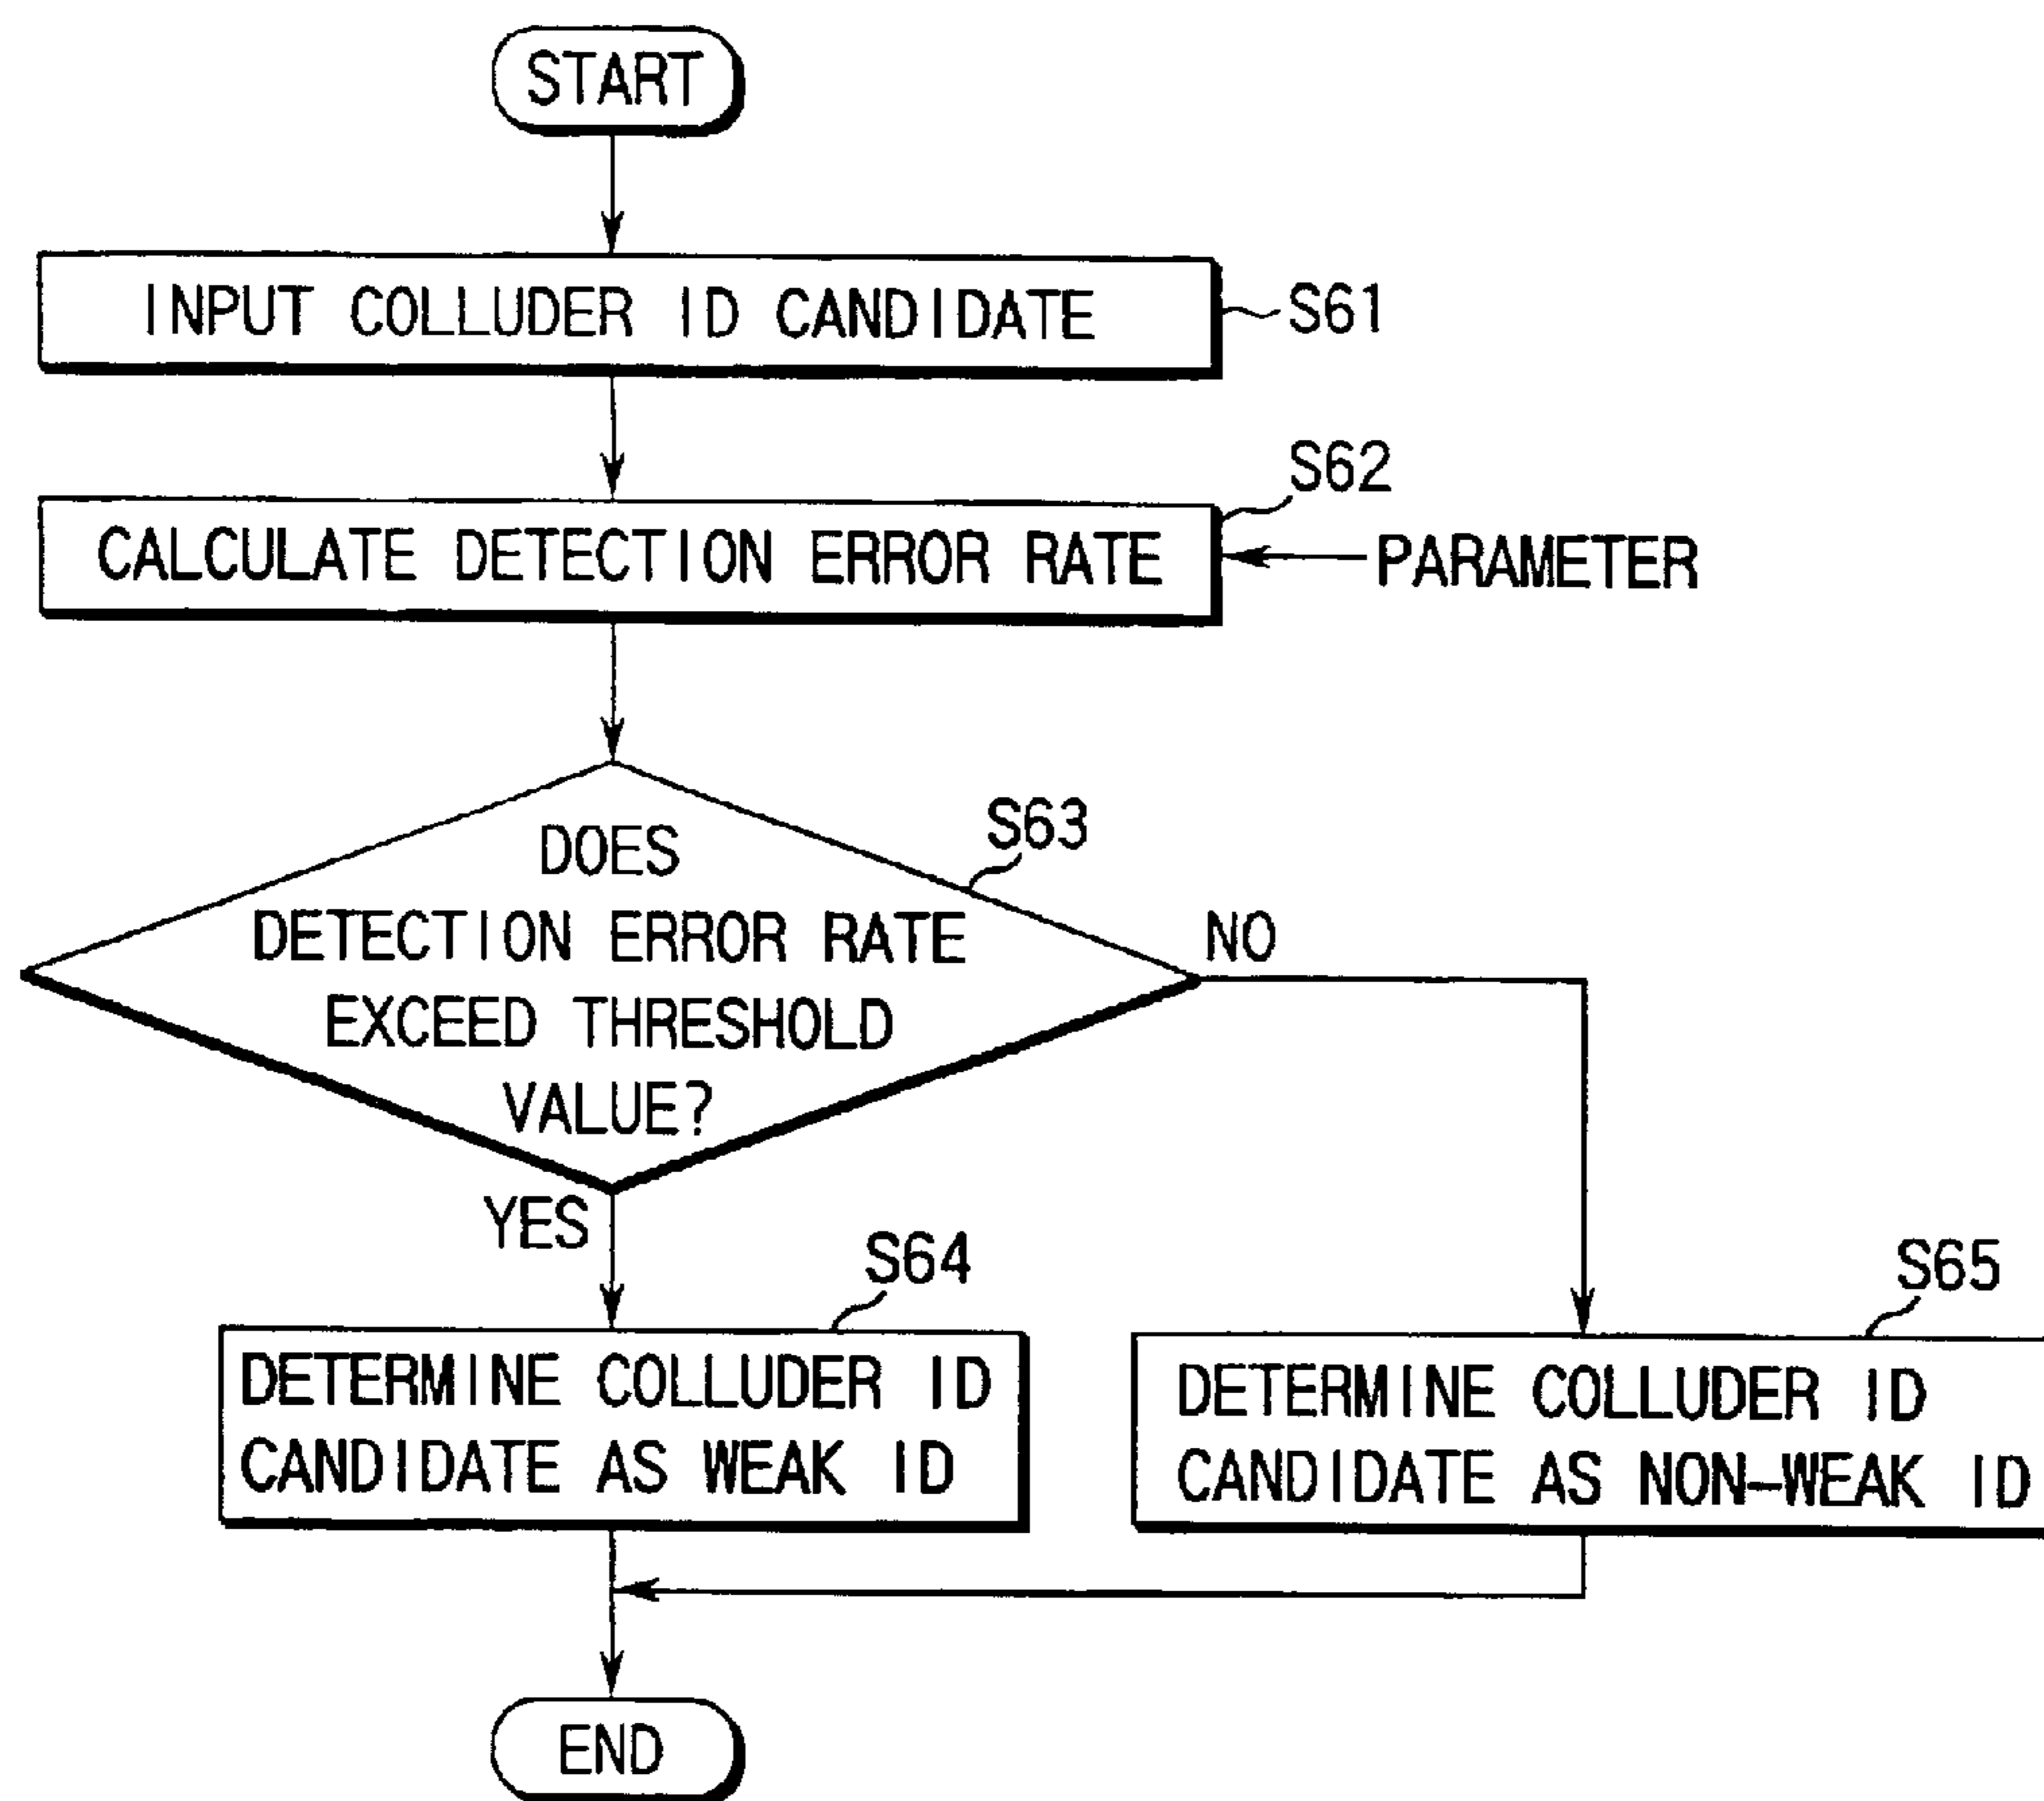 START
INPUT COLLUDER ID CANDIDATE
S61
S62
CALCULATE DETECTION ERROR RATE
PARAMETER
S63
DOES
DETECTION ERROR RATE
EXCEED THRESHOLD
VALUE?
NO
YES
S64
DETERMINE COLLUDER ID
CANDIDATE AS WEAK ID
S65
DETERMINE COLLUDER ID
CANDIDATE AS NON-WEAK ID
END